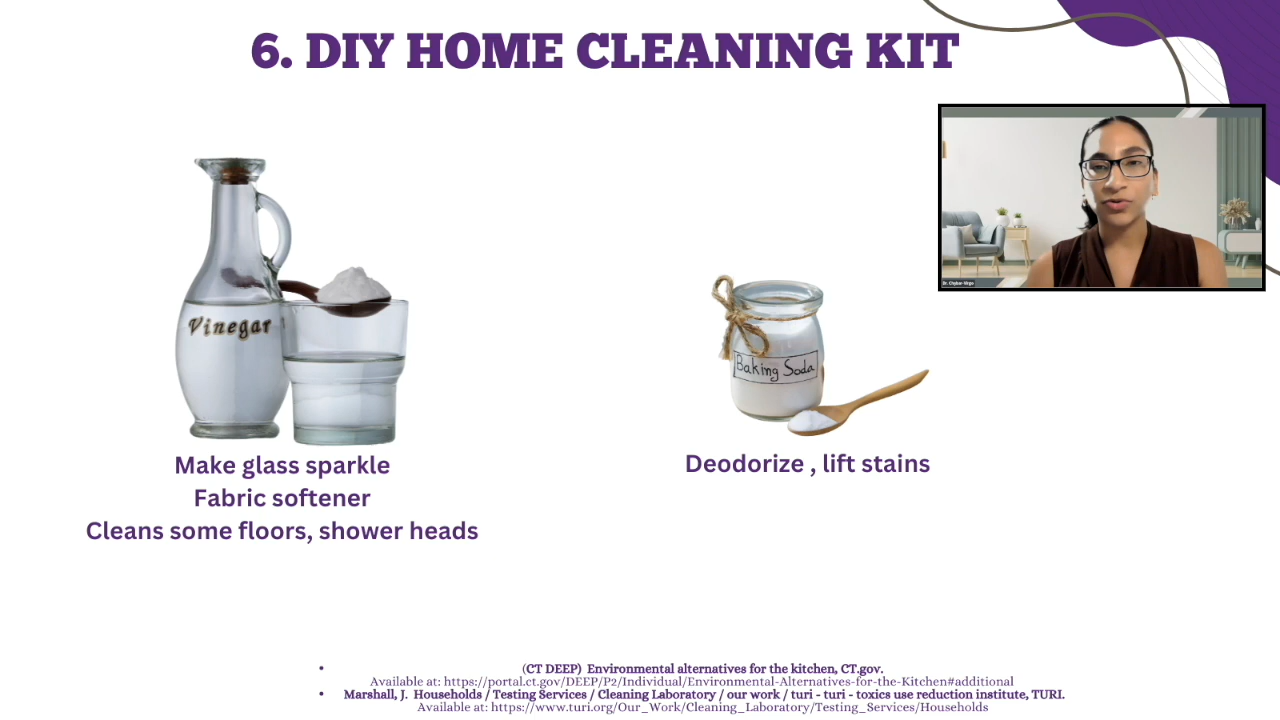 6. DIY HOME CLEANING KIT
Dr. Chykar-Virgo
Vinegar
Baking Soda
Make glass sparkle
Fabric softener
Cleans some floors, shower heads
Deodorize , lift stains
(CT DEEP) Environmental alternatives for the kitchen, CT.gov.
Available at: https://portal.ct.gov/DEEP/P2/Individual/Environmental-Alternatives-for-the-Kitchen#additional
Marshall, J. Households / Testing Services / Cleaning Laboratory / our work / turi - turi - toxics use reduction institute, TURI.
Available at: https://www.turi.org/Our_Work/Cleaning_Laboratory/Testing_Services/Households